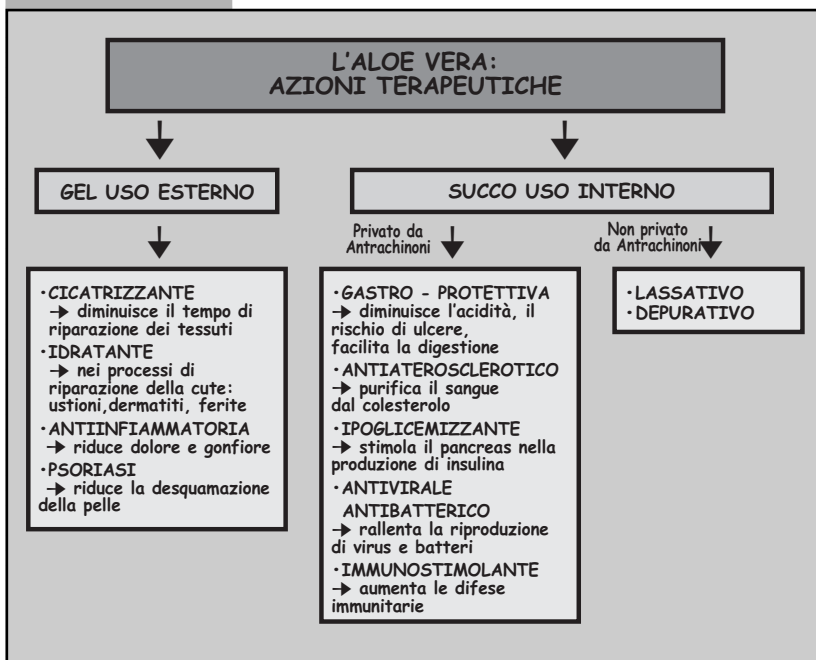 L'ALOE VERA:
AZIONI TERAPEUTICHE
GEL USO ESTERNO
•CICATRIZZANTE
→ diminuisce il tempo di
riparazione dei tessuti
•IDRATANTE
→ nei processi di
riparazione della cute:
ustioni,dermatiti, ferite
•ANTIINFIAMMATORIA
→ riduce dolore e gonfiore
•PSORIASI
→ riduce la desquamazione
della pelle
SUCCO USO INTERNO
Privato da
Antrachinoni
•GASTRO - PROTETTIVA
→ diminuisce l'acidità, il
rischio di ulcere,
facilita la digestione
•ANTIATEROSCLEROTICO
→ purifica il sangue
dal colesterolo
•IPOGLICEMIZZANTE
→ stimola il pancreas nella
produzione di insulina
•ANTIVIRALE
ANTIBATTERICO
→ rallenta la riproduzione
di virus e batteri
•IMMUNOSTIMOLANTE
→ aumenta le difese
immunitarie
Non privato
da Antrachinoni
•LASSATIVO
•DEPURATIVO